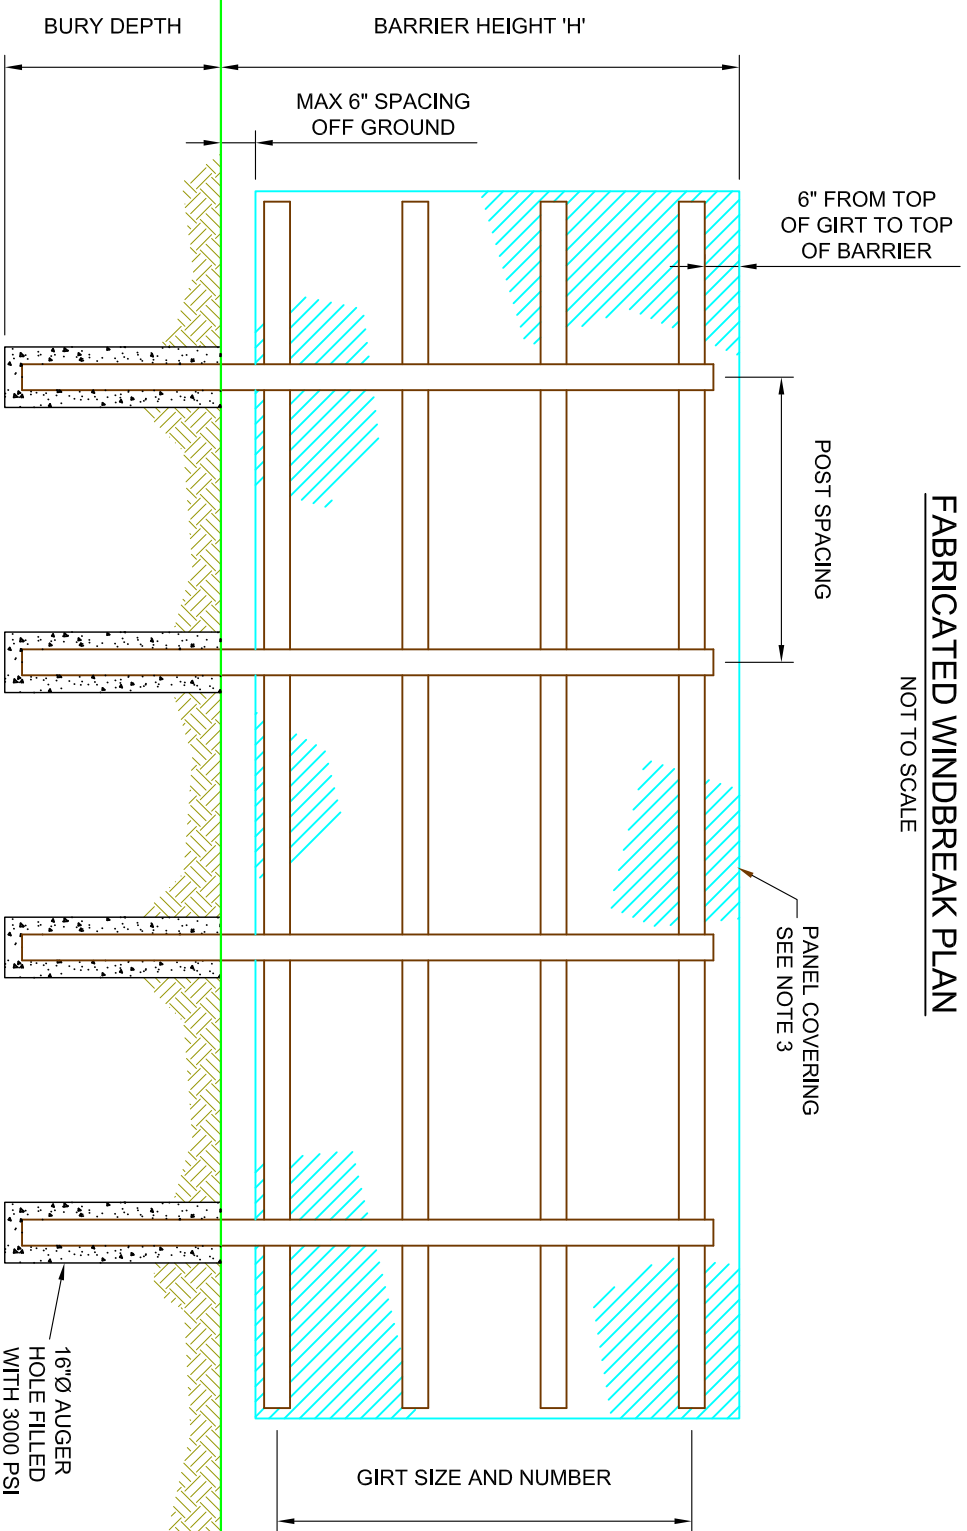 FABRICATED WINDBREAK PLAN
NOT TO SCALE
BURY DEPTH
BARRIER HEIGHT 'H'
MAX 6" SPACING
OFF GROUND
6" FROM TOP
OF GIRT TO TOP
OF BARRIER
POST SPACING
PANEL COVERING
SEE NOTE 3
GIRT SIZE AND NUMBER
16"Ø AUGER
HOLE FILLED
WITH 3000 PSI